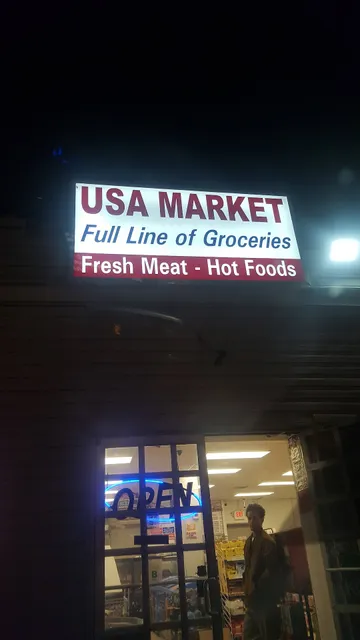 USA MARKET
Full Line of Groceries
Fresh Meat - Hot Foods
OPEN